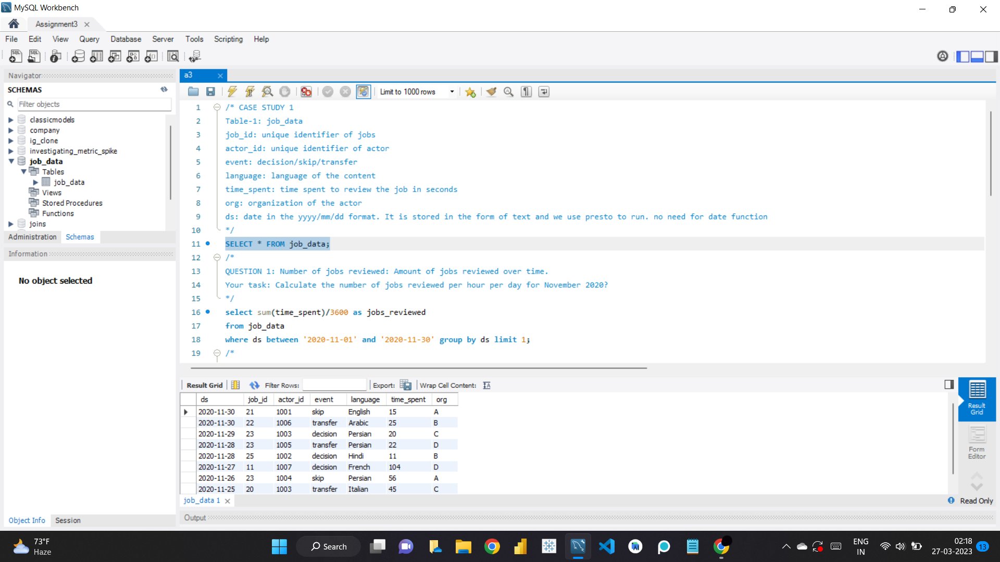 MySQL Workbench
Assignment3
File Edit View Query Database Server Tools Scripting Help
Navigator
SCHEMAS
Filter objects
classicmodels
company
ig_clone
investigating_metric_spike
job_data
Tables
job_data
Views
Stored Procedures
Functions
joins
Administration Schemas
Information
No object selected
Object Info Session
a3
Limit to 1000 rows
1 /* CASE STUDY 1
2 Table-1: job_data
3 job_id: unique identifier of jobs
4 actor_id: unique identifier of actor
5 event: decision/skip/transfer
6 language: language of the content
7 time_spent: time spent to review the job in seconds
8 org: organization of the actor
9 ds: date in the yyyy/mm/dd format. It is stored in the form of text and we use presto to run. no need for date function
10 */
11 SELECT * FROM job_data;
12 /*
13 QUESTION 1: Number of jobs reviewed: Amount of jobs reviewed over time.
14 Your task: Calculate the number of jobs reviewed per hour per day for November 2020?
15 */
16 select sum(time_spent)/3600 as jobs_reviewed
17 from job_data
18 where ds between '2020-11-01' and '2020-11-30' group by ds limit 1;
19 /*
Result Grid Filter Rows: Export: Wrap Cell Content:
ds job_id actor_id event language time_spent org
2020-11-30 21 1001 skip English 15 A
2020-11-30 22 1006 transfer Arabic 25 B
2020-11-29 23 1003 decision Persian 20 C
2020-11-28 23 1005 transfer Persian 22 D
2020-11-28 25 1002 decision Hindi 11 B
2020-11-27 11 1007 decision French 104 D
2020-11-26 23 1004 skip Persian 56 A
2020-11-25 20 1003 transfer Italian 45 C
Result
Grid
Form
Editor
job_data 1
Read Only
Output
73°F
Haze
Search
ENG
IN
02:18
27-03-2023
13